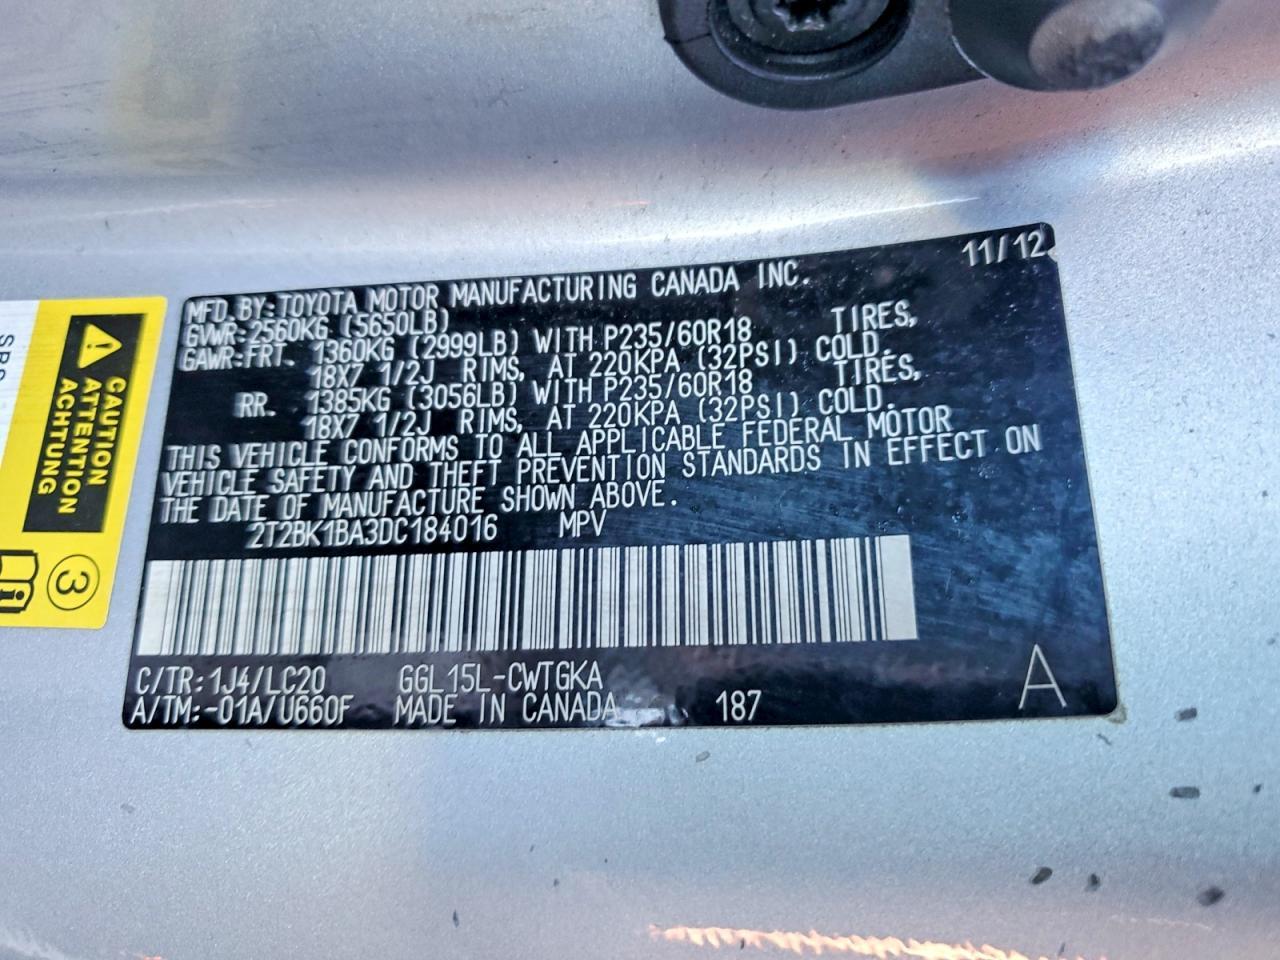 11/12
MFD. BY: TOYOTA MOTOR MANUFACTURING CANADA INC.
GVWR: 2560KG (5650LB)
GAWR: FRT. 1360KG (2999LB) WITH P235/60R18 TIRES,
18X7 1/2J RIMS, AT 220KPA (32PSI) COLD.
RR. 1385KG (3056LB) WITH P235/60R18 TIRES,
18X7 1/2J RIMS, AT 220KPA (32PSI) COLD.
THIS VEHICLE CONFORMS TO ALL APPLICABLE FEDERAL MOTOR
VEHICLE SAFETY AND THEFT PREVENTION STANDARDS IN EFFECT ON
THE DATE OF MANUFACTURE SHOWN ABOVE.
2T2BK1BA3DC184016 MPV
C/TR: 1J4/LC20 GGL15L-CWTGKA
A/TM: -01A/U660F MADE IN CANADA 187
A
CAUTION
ATTENTION
ACHTUNG
3
i